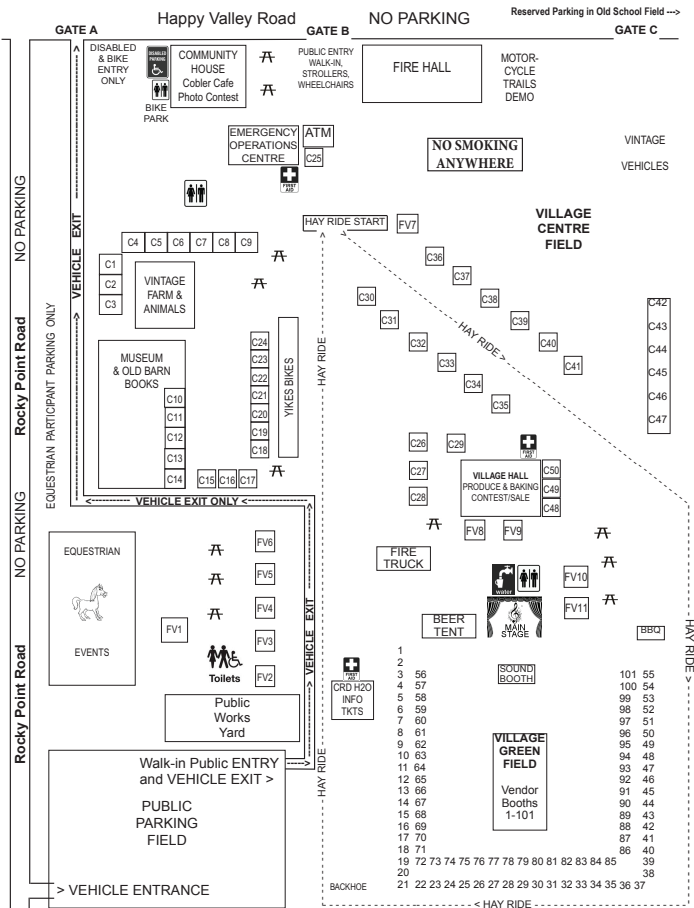 Happy Valley Road
NO PARKING
Reserved Parking in Old School Field --->
GATE A
GATE B
GATE C
DISABLED
& BIKE
ENTRY
ONLY
DISABLED
PARKING
BIKE
PARK
COMMUNITY
HOUSE
Cobler Cafe
Photo Contest
PUBLIC ENTRY
WALK-IN,
STROLLERS,
WHEELCHAIRS
FIRE HALL
MOTOR-
CYCLE
TRAILS
DEMO
EMERGENCY
OPERATIONS
CENTRE
ATM
C25
FIRST
AID
NO SMOKING
ANYWHERE
VINTAGE
VEHICLES
NO PARKING
VEHICLE EXIT
HAY RIDE START
FV7
VILLAGE
CENTRE
FIELD
C4 C5 C6 C7 C8 C9
C1
C2
C3
VINTAGE
FARM &
ANIMALS
C36
C37
C38
C39
C40
C41
C30
C31
C32
C33
C34
C35
HAY RIDE >
C42
C43
C44
C45
C46
C47
Rocky Point Road
EQUESTRIAN PARTICIPANT PARKING ONLY
MUSEUM
& OLD BARN
BOOKS
C10
C11
C12
C13
C14
C15 C16 C17
C24
C23
C22
C21
C20
C19
C18
YIKES BIKES
HAY RIDE
C26
C27
C28
C29
FIRST
AID
VILLAGE HALL
PRODUCE & BAKING
CONTEST/SALE
C50
C49
C48
FV8
FV9
VEHICLE EXIT ONLY
NO PARKING
EQUESTRIAN
EVENTS
FV6
FV5
FV4
FV3
FV2
FV1
Toilets
VEHICLE EXIT
FIRE
TRUCK
water
FV10
FV11
BEER
TENT
MAIN
STAGE
BBQ
HAY RIDE >
Rocky Point Road
Public
Works
Yard
FIRST
AID
CRD H2O
INFO
TKTS
SOUND
BOOTH
1
2
3 56
4 57
5 58
6 59
7 60
8 61
9 62
10 63
11 64
12 65
13 66
14 67
15 68
16 69
17 70
18 71
19 72 73 74 75 76 77 78 79 80 81 82 83 84 85
20
21 22 23 24 25 26 27 28 29 30 31 32 33 34 35 36 37
101 55
100 54
99 53
98 52
97 51
96 50
95 49
94 48
93 47
92 46
91 45
90 44
89 43
88 42
87 41
86 40
39
38
VILLAGE
GREEN
FIELD
Vendor
Booths
1-101
Walk-in Public ENTRY
and VEHICLE EXIT >
PUBLIC
PARKING
FIELD
> VEHICLE ENTRANCE
HAY RIDE
BACKHOE
< HAY RIDE